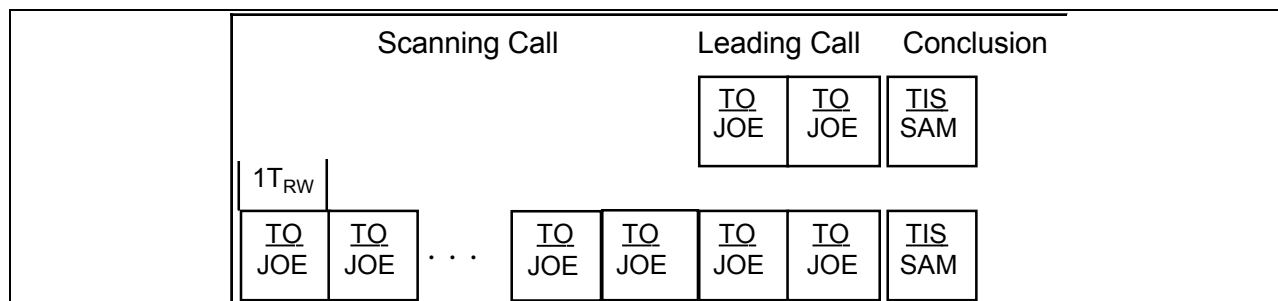 Scanning Call Leading Call Conclusion
TO TO TIS
JOE JOE SAM
1TRW
TO TO TO TO TO TO TIS
JOE JOE . . . JOE JOE JOE JOE SAM